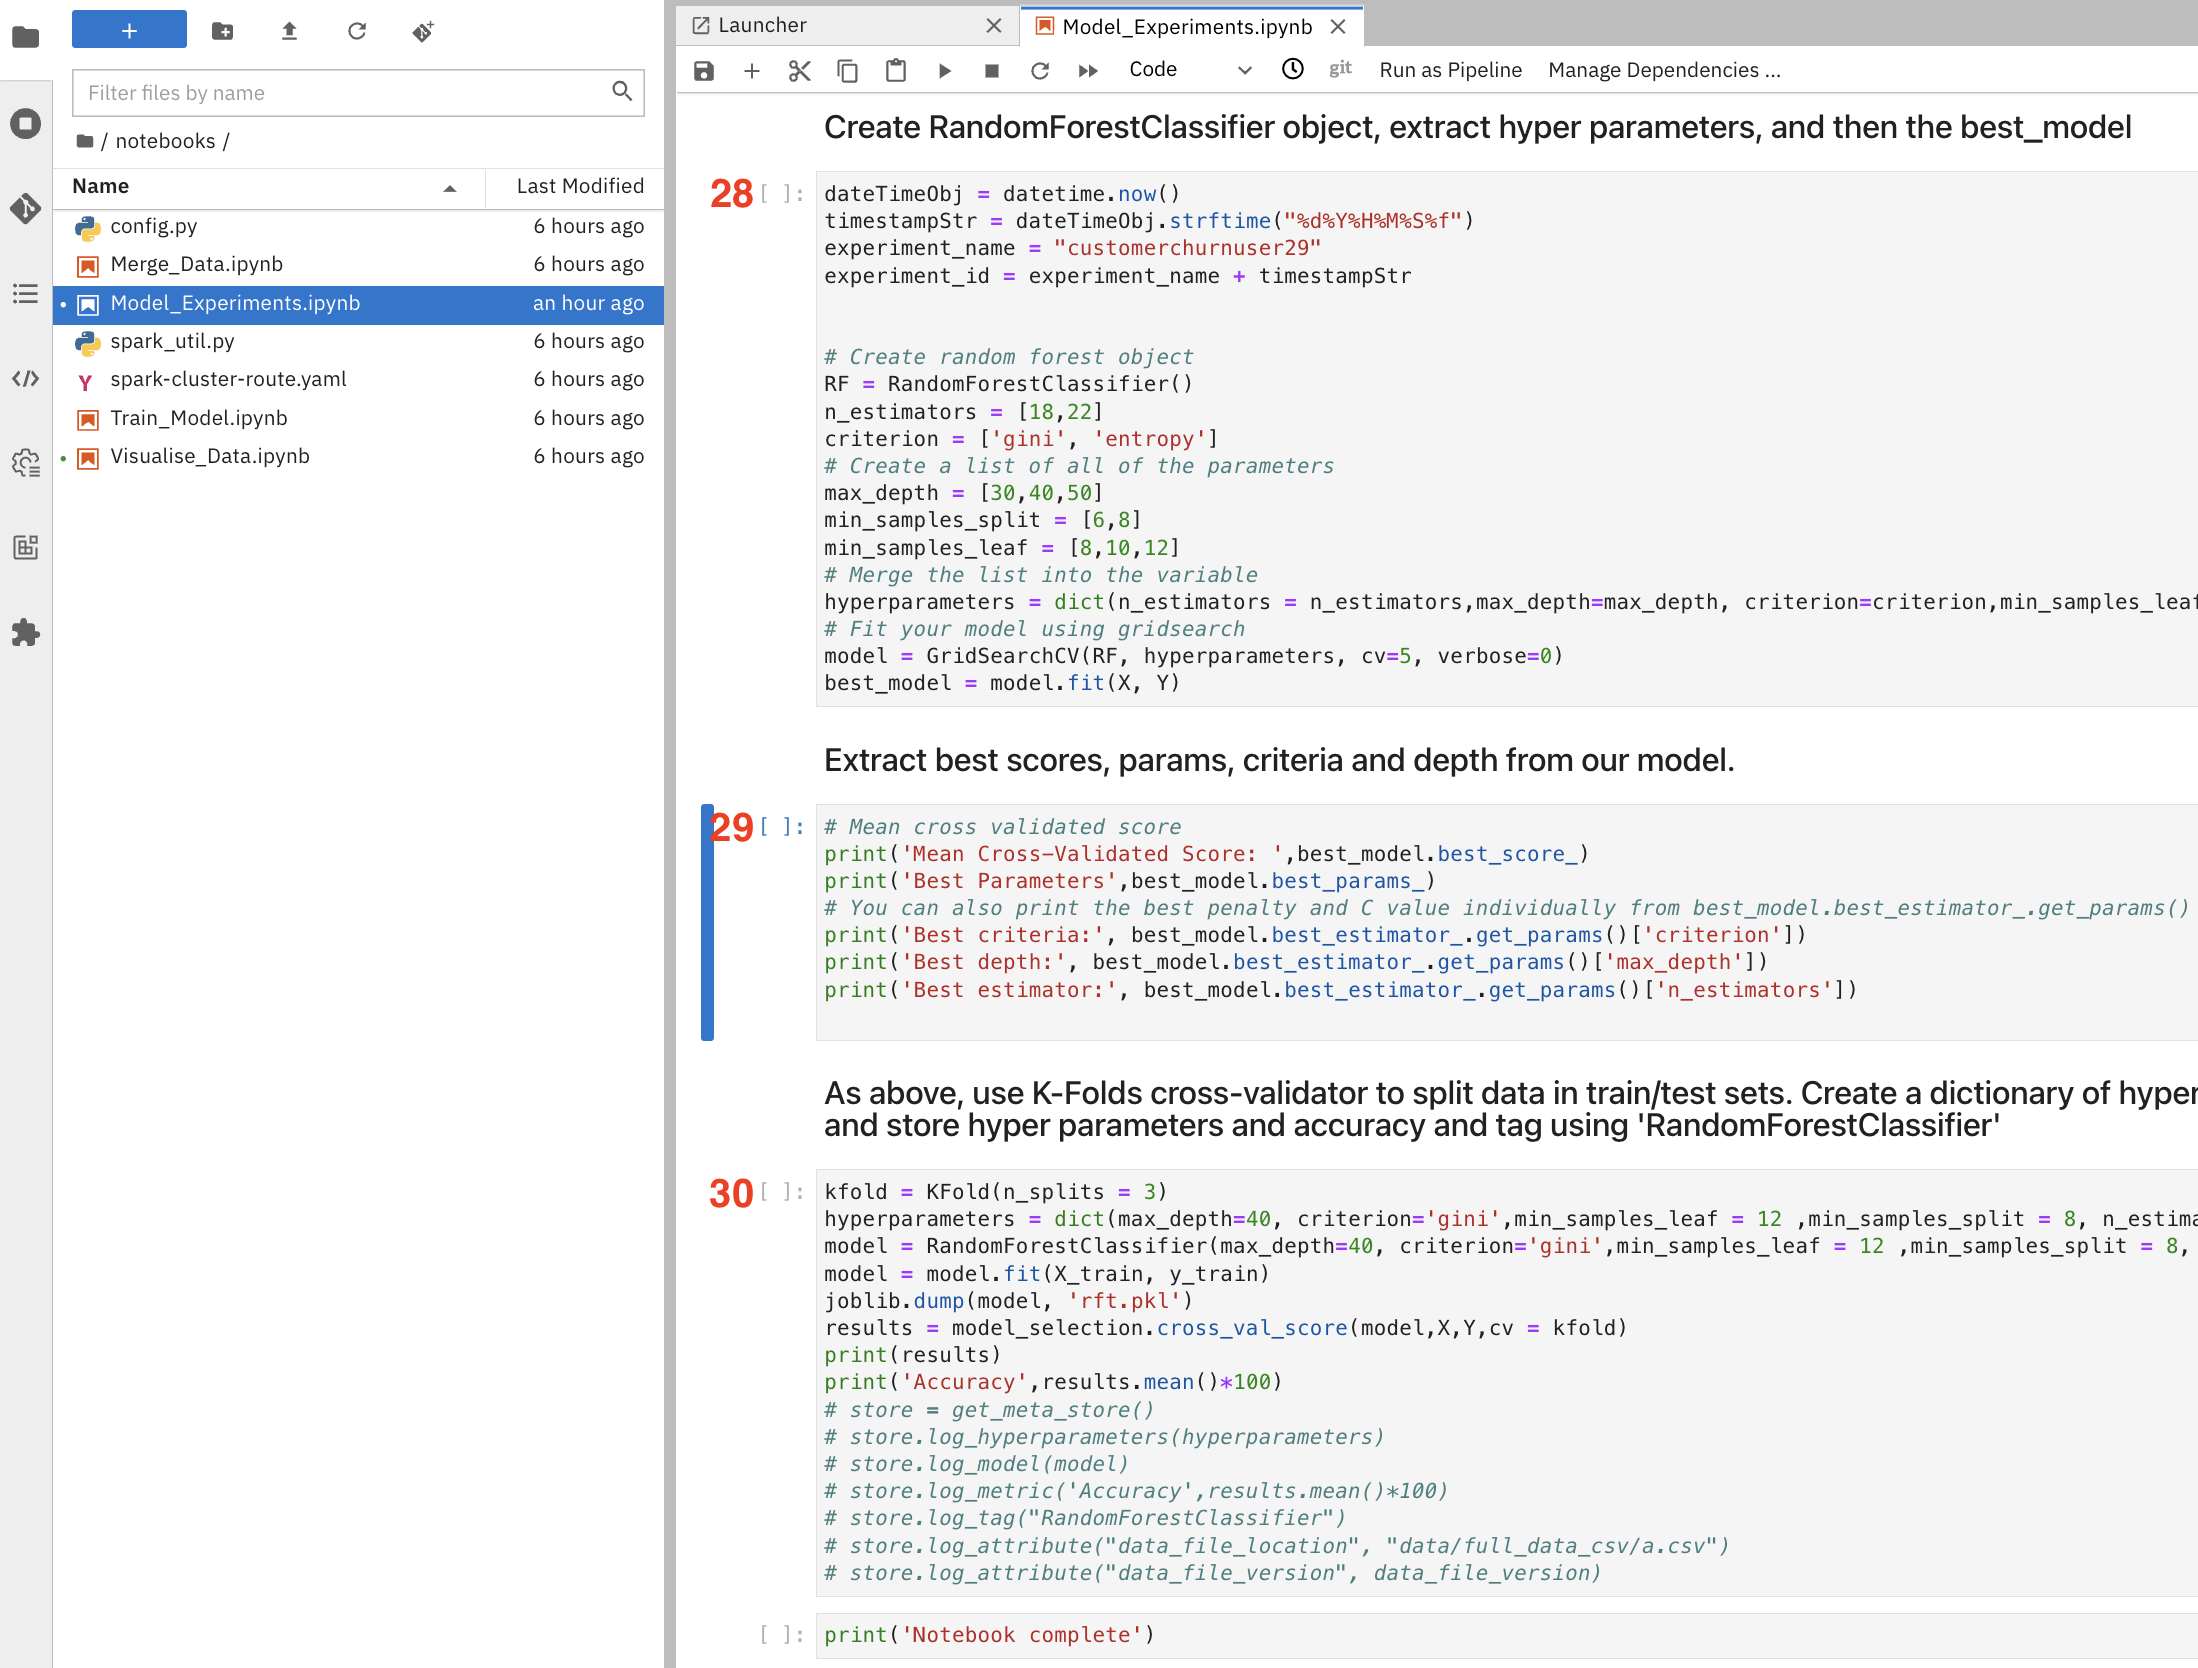 Filter files by name
/ notebooks /
Name Last Modified
config.py 6 hours ago
Merge_Data.ipynb 6 hours ago
Model_Experiments.ipynb an hour ago
spark_util.py 6 hours ago
spark-cluster-route.yaml 6 hours ago
Train_Model.ipynb 6 hours ago
Visualise_Data.ipynb 6 hours ago
Launcher
Model_Experiments.ipynb
Code git Run as Pipeline Manage Dependencies ...
Create RandomForestClassifier object, extract hyper parameters, and then the best_model
28 [ ]: dateTimeObj = datetime.now()
timestampStr = dateTimeObj.strftime("%d%Y%H%M%S%f")
experiment_name = "customerchurnuser29"
experiment_id = experiment_name + timestampStr
# Create random forest object
RF = RandomForestClassifier()
n_estimators = [18,22]
criterion = ['gini', 'entropy']
# Create a list of all of the parameters
max_depth = [30,40,50]
min_samples_split = [6,8]
min_samples_leaf = [8,10,12]
# Merge the list into the variable
hyperparameters = dict(n_estimators = n_estimators,max_depth=max_depth, criterion=criterion,min_samples_leaf
# Fit your model using gridsearch
model = GridSearchCV(RF, hyperparameters, cv=5, verbose=0)
best_model = model.fit(X, Y)
Extract best scores, params, criteria and depth from our model.
29 [ ]: # Mean cross validated score
print('Mean Cross-Validated Score: ',best_model.best_score_)
print('Best Parameters',best_model.best_params_)
# You can also print the best penalty and C value individually from best_model.best_estimator_.get_params()
print('Best criteria:', best_model.best_estimator_.get_params()['criterion'])
print('Best depth:', best_model.best_estimator_.get_params()['max_depth'])
print('Best estimator:', best_model.best_estimator_.get_params()['n_estimators'])
As above, use K-Folds cross-validator to split data in train/test sets. Create a dictionary of hyper
and store hyper parameters and accuracy and tag using 'RandomForestClassifier'
30 [ ]: kfold = KFold(n_splits = 3)
hyperparameters = dict(max_depth=40, criterion='gini',min_samples_leaf = 12 ,min_samples_split = 8, n_estima
model = RandomForestClassifier(max_depth=40, criterion='gini',min_samples_leaf = 12 ,min_samples_split = 8,
model = model.fit(X_train, y_train)
joblib.dump(model, 'rft.pkl')
results = model_selection.cross_val_score(model,X,Y,cv = kfold)
print(results)
print('Accuracy',results.mean()*100)
# store = get_meta_store()
# store.log_hyperparameters(hyperparameters)
# store.log_model(model)
# store.log_metric('Accuracy',results.mean()*100)
# store.log_tag("RandomForestClassifier")
# store.log_attribute("data_file_location", "data/full_data_csv/a.csv")
# store.log_attribute("data_file_version", data_file_version)
[ ]: print('Notebook complete')